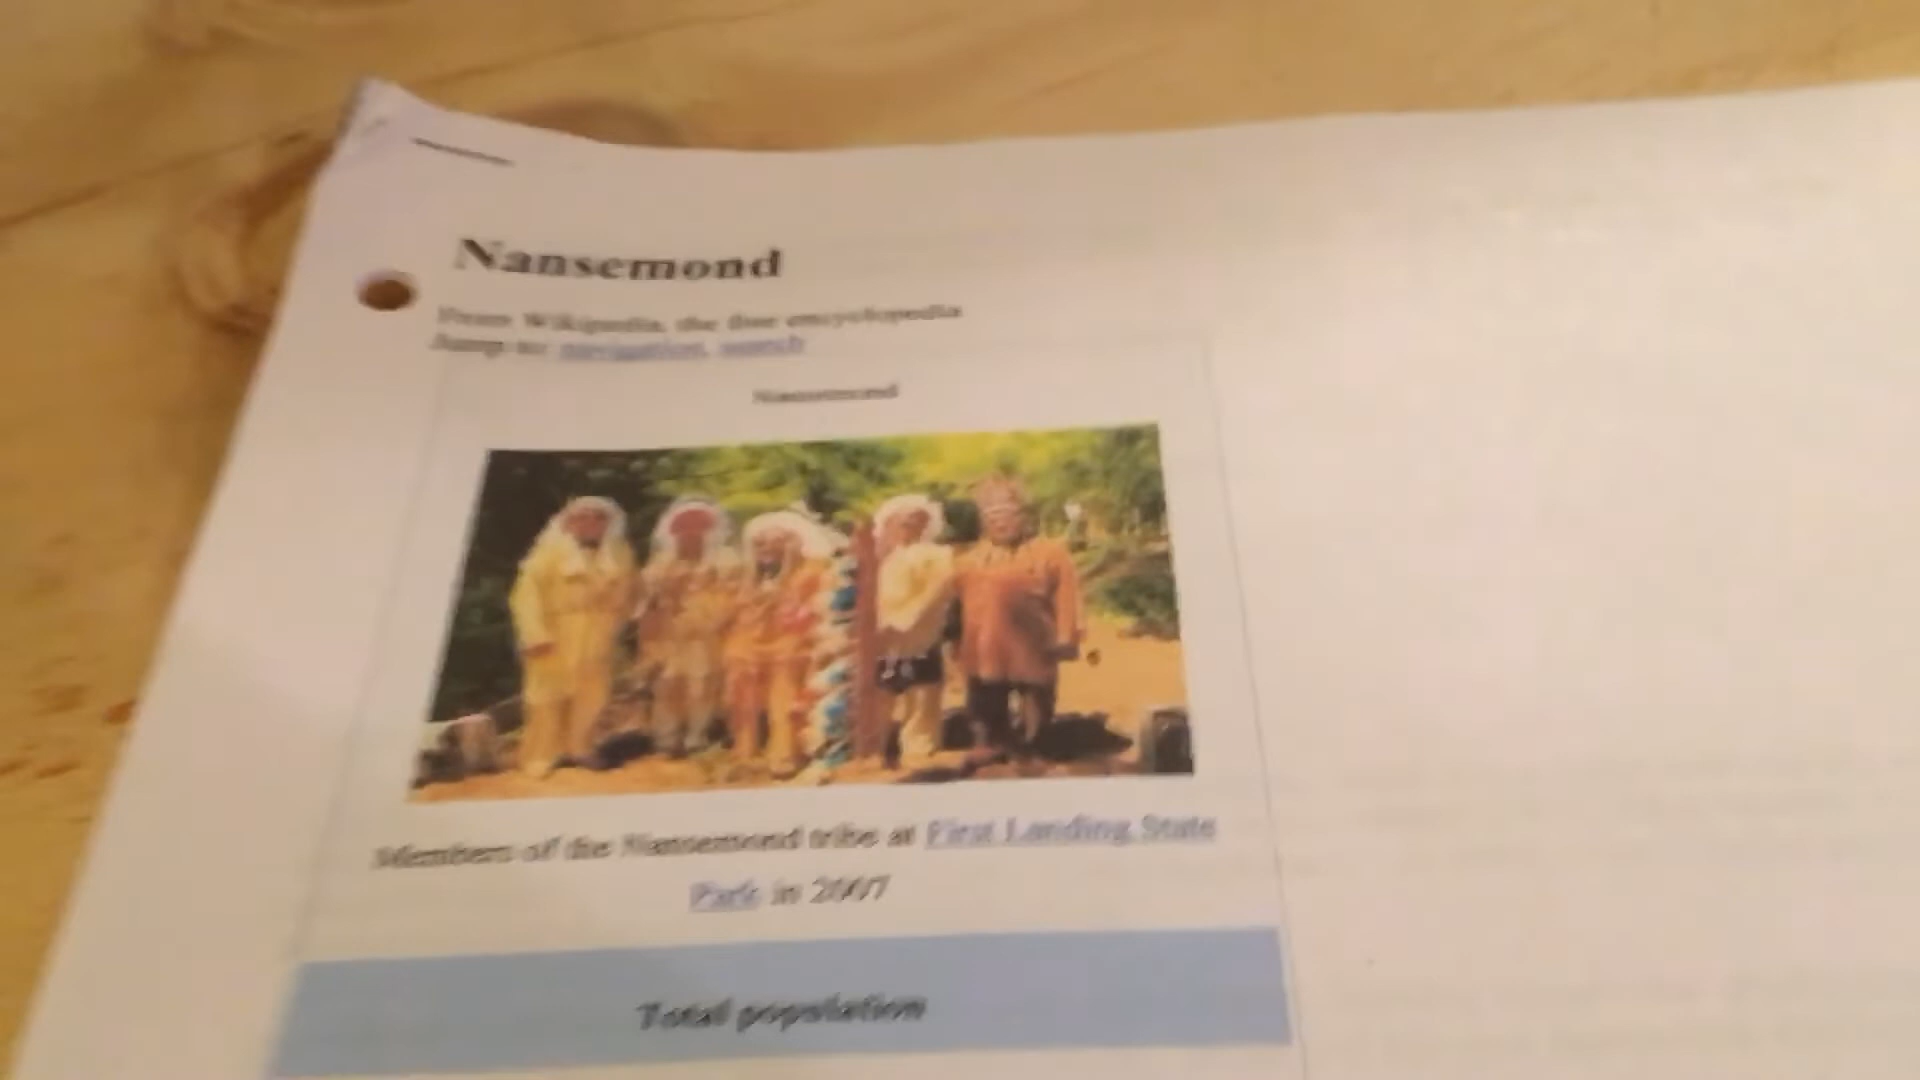 Nansemond
From Wikipedia, the free encyclopedia
Jump to: navigation, search
Nansemond
Members of the Nansemond tribe at First Landing State
Park in 2007
Total population